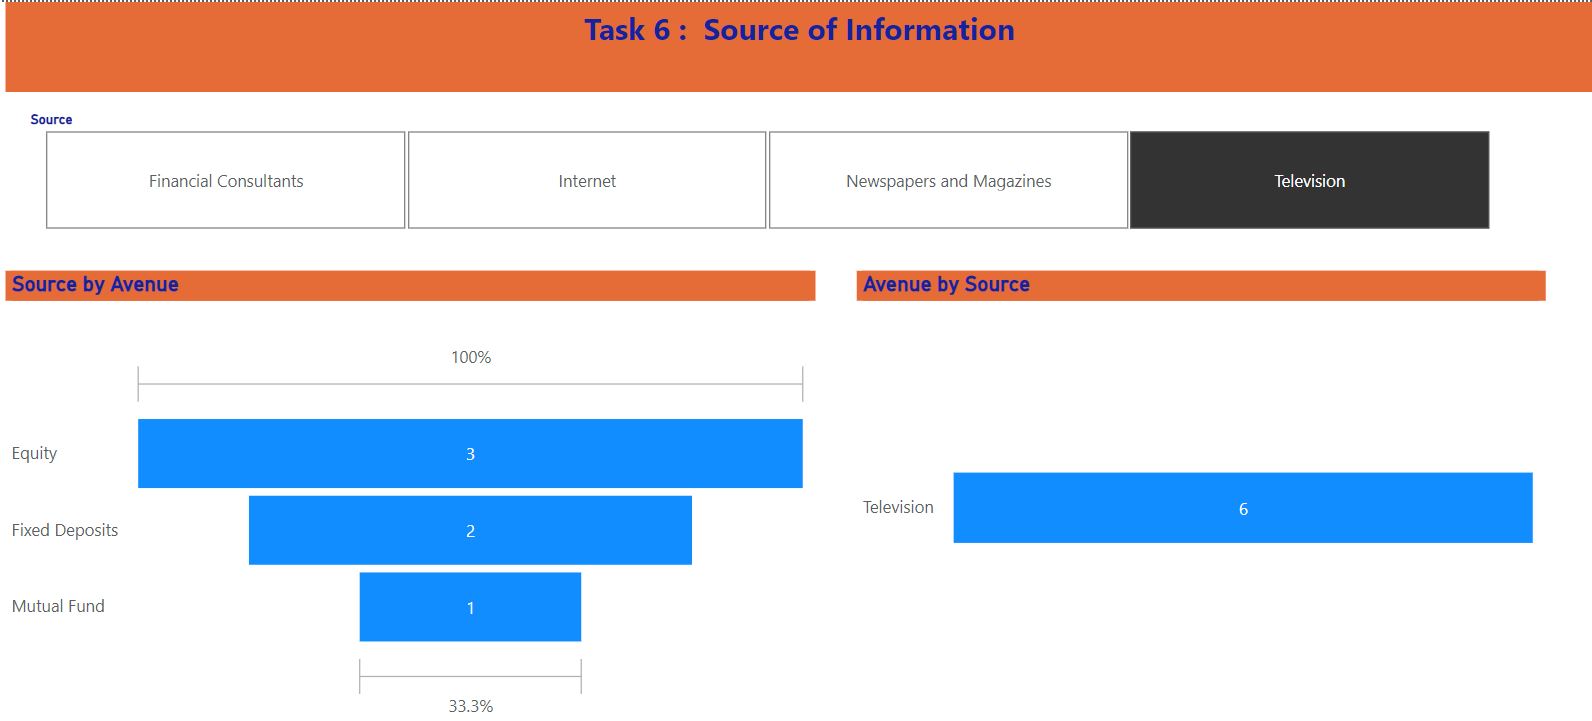 Task 6 :  Source of Information
Source
Financial Consultants
Internet
Newspapers and Magazines
Television
Source by Avenue
100%
Equity
3
Fixed Deposits
2
Mutual Fund
1
33.3%
Avenue by Source
Television
6